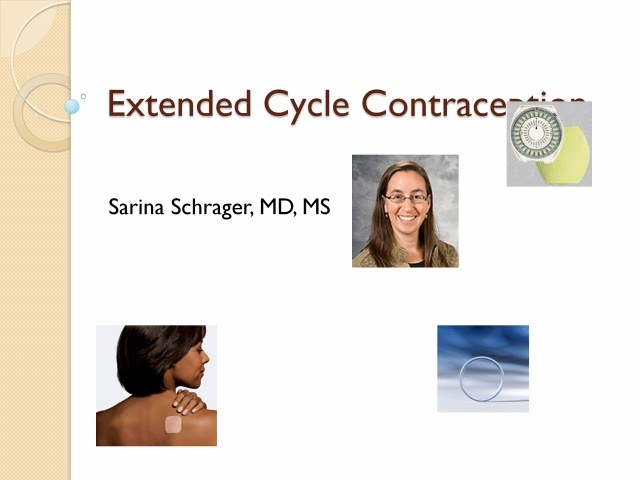 Extended Cycle Contraception
Sarina Schrager, MD, MS